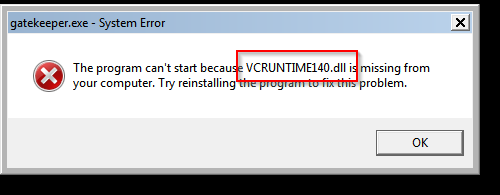 gatekeeper.exe - System Error
The program can't start because VCRUNTIME140.dll is missing from
your computer. Try reinstalling the program to fix this problem.
OK